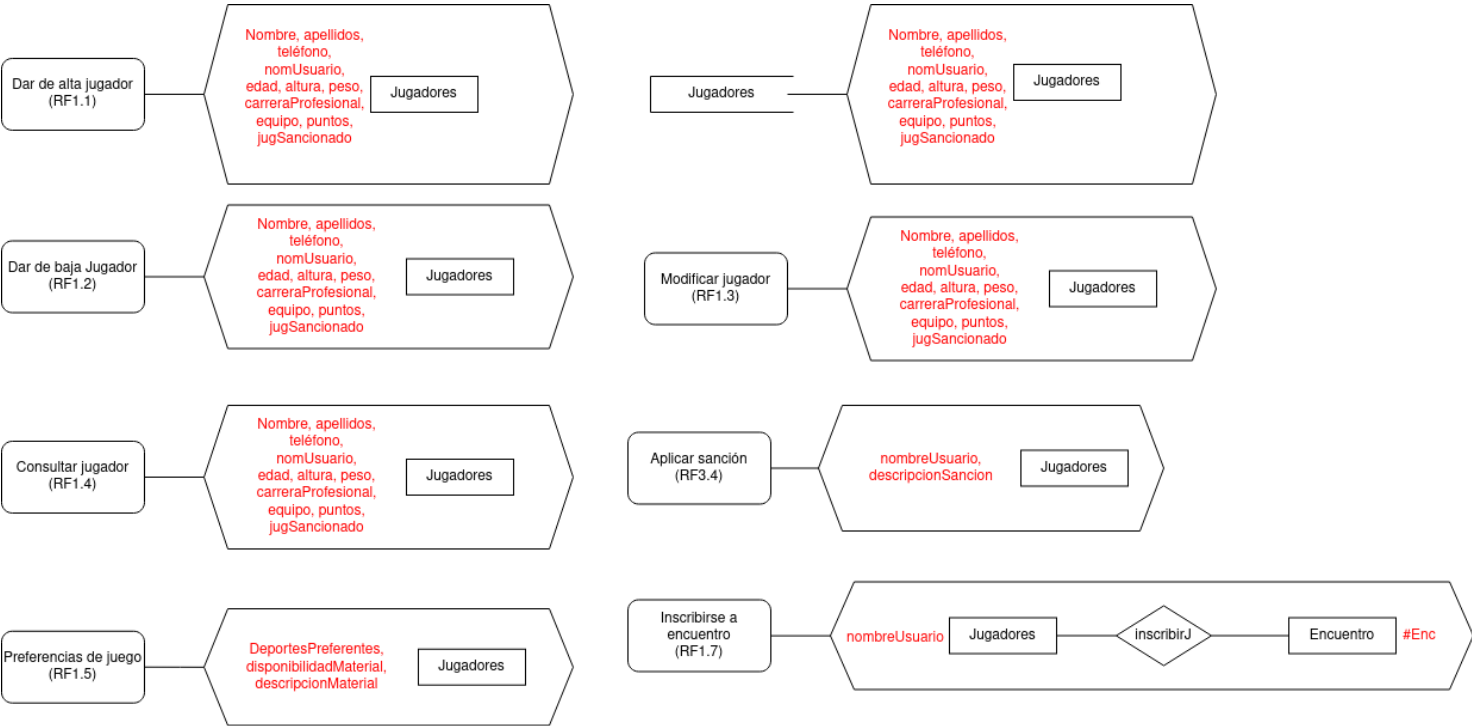 Dar de alta jugador
(RF1.1)
Nombre, apellidos,
teléfono,
nomUsuario,
edad, altura, peso,
carreraProfesional,
equipo, puntos,
jugSancionado
Jugadores
Jugadores
Nombre, apellidos,
teléfono,
nomUsuario,
edad, altura, peso,
carreraProfesional,
equipo, puntos,
jugSancionado
Jugadores
Dar de baja Jugador
(RF1.2)
Nombre, apellidos,
teléfono,
nomUsuario,
edad, altura, peso,
carreraProfesional,
equipo, puntos,
jugSancionado
Jugadores
Modificar jugador
(RF1.3)
Nombre, apellidos,
teléfono,
nomUsuario,
edad, altura, peso,
carreraProfesional,
equipo, puntos,
jugSancionado
Jugadores
Consultar jugador
(RF1.4)
Nombre, apellidos,
teléfono,
nomUsuario,
edad, altura, peso,
carreraProfesional,
equipo, puntos,
jugSancionado
Jugadores
Aplicar sanción
(RF3.4)
nombreUsuario,
descripcionSancion
Jugadores
Preferencias de juego
(RF1.5)
DeportesPreferentes,
disponibilidadMaterial,
descripcionMaterial
Jugadores
Inscribirse a
encuentro
(RF1.7)
nombreUsuario
Jugadores
inscribirJ
Encuentro
#Enc